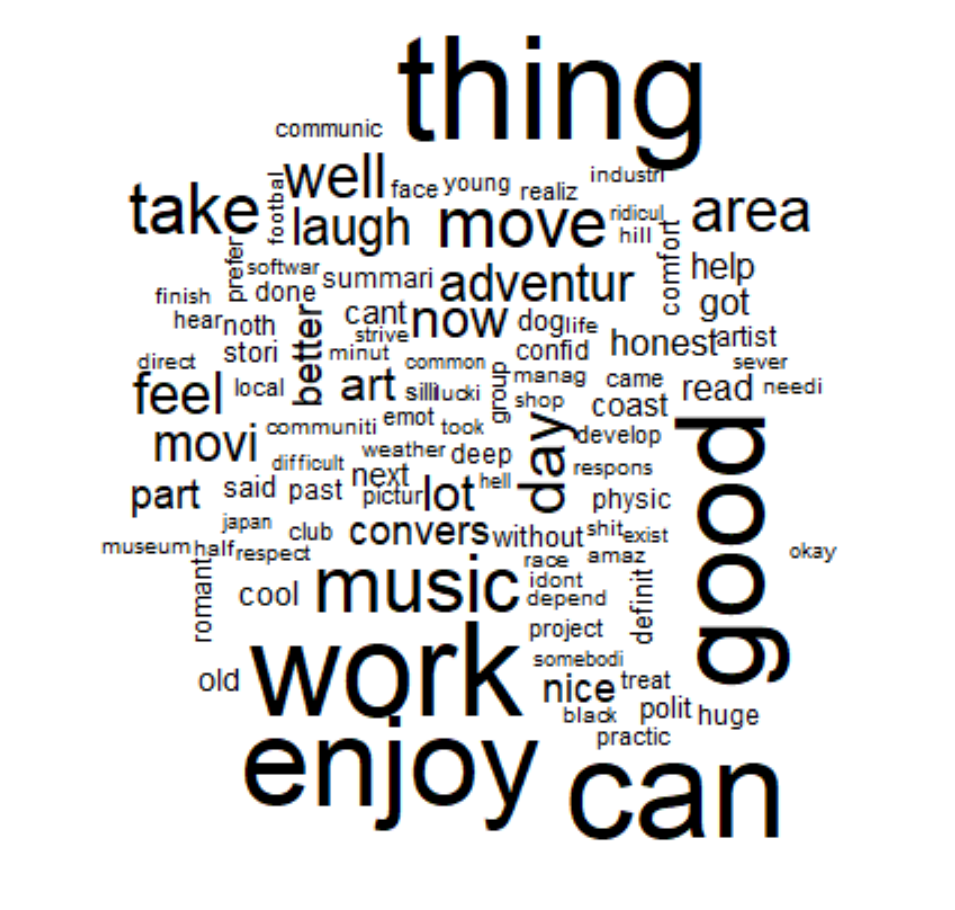 thing
communic
well
face
young
realiz
industri
take
footbal
laugh
move
ridicul
hill
comfort
area
prefer
softwar
summari
adventur
help
finish
done
got
hear
noth
better
cant
strive
now
dog
life
honest
artist
direct
stori
minut
common
confid
sever
feel
local
art
silli
lucki
group
manag
shop
came
coast
read
needi
movi
communiti
emot
took
day
develop
good
difficult
weather
deep
respons
part
said
past
next
pictur
lot
hell
physic
japan
club
convers
without
shit
exist
museum
half
respect
race
amaz
okay
romant
cool
music
idont
depend
definit
project
old
work
somebodi
nice
treat
black
polit
huge
practic
enjoy
can